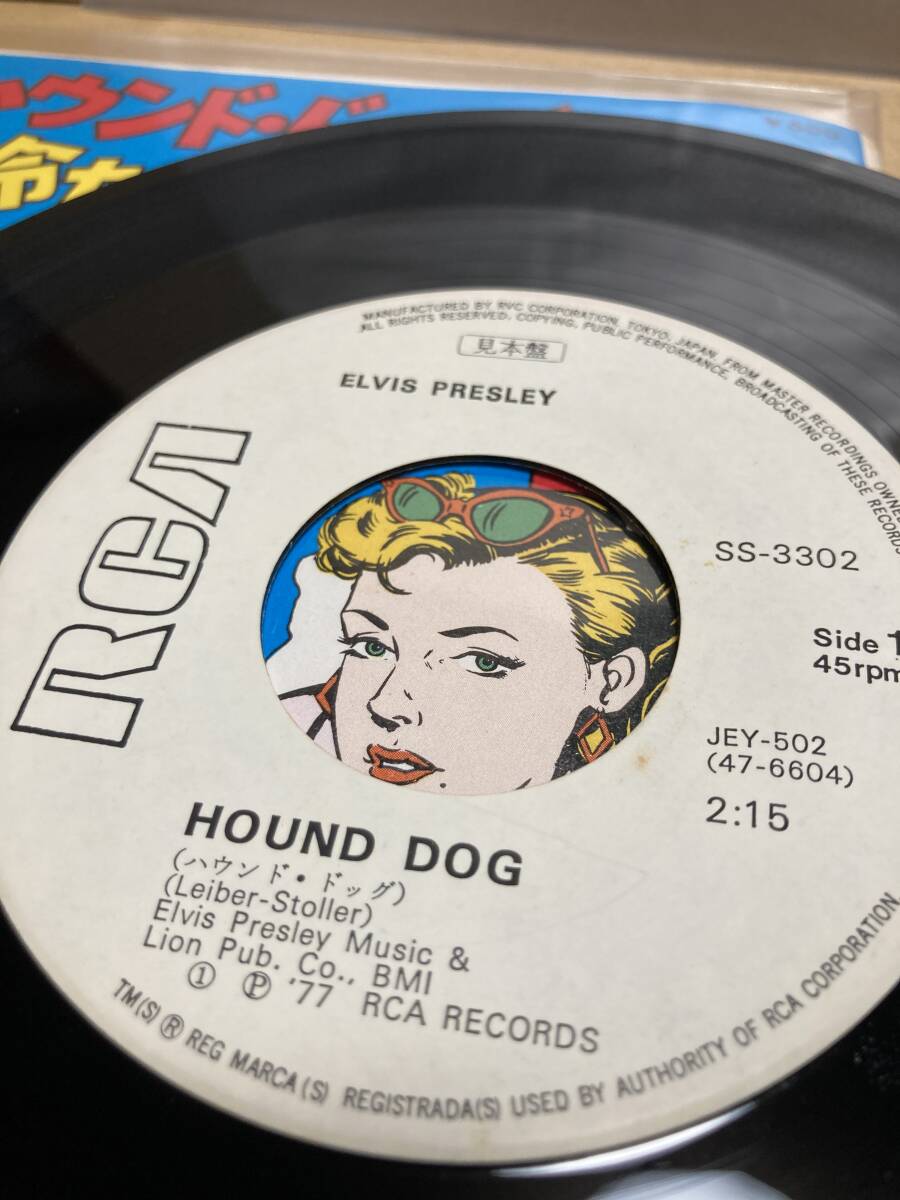 ハウンド・ド
命
MANUFACTURED BY RVC CORPORATION, TOKYO, JAPAN, FROM MASTER RECORDINGS OWNED
ALL RIGHTS RESERVED. COPYING, PUBLIC PERFORMANCE, BROADCASTING OF THESE RECORDS
見本盤
ELVIS PRESLEY
RCA
SS-3302
Side 1
45rpm
JEY-502
(47-6604)
2:15
HOUND DOG
(ハウンド・ドッグ)
(Leiber-Stoller)
Elvis Presley Music &
Lion Pub. Co., BMI
① Ⓟ '77 RCA RECORDS
TM(S) ® REG MARCA(S) REGISTRADA(S) USED BY AUTHORITY OF RCA CORPORATION